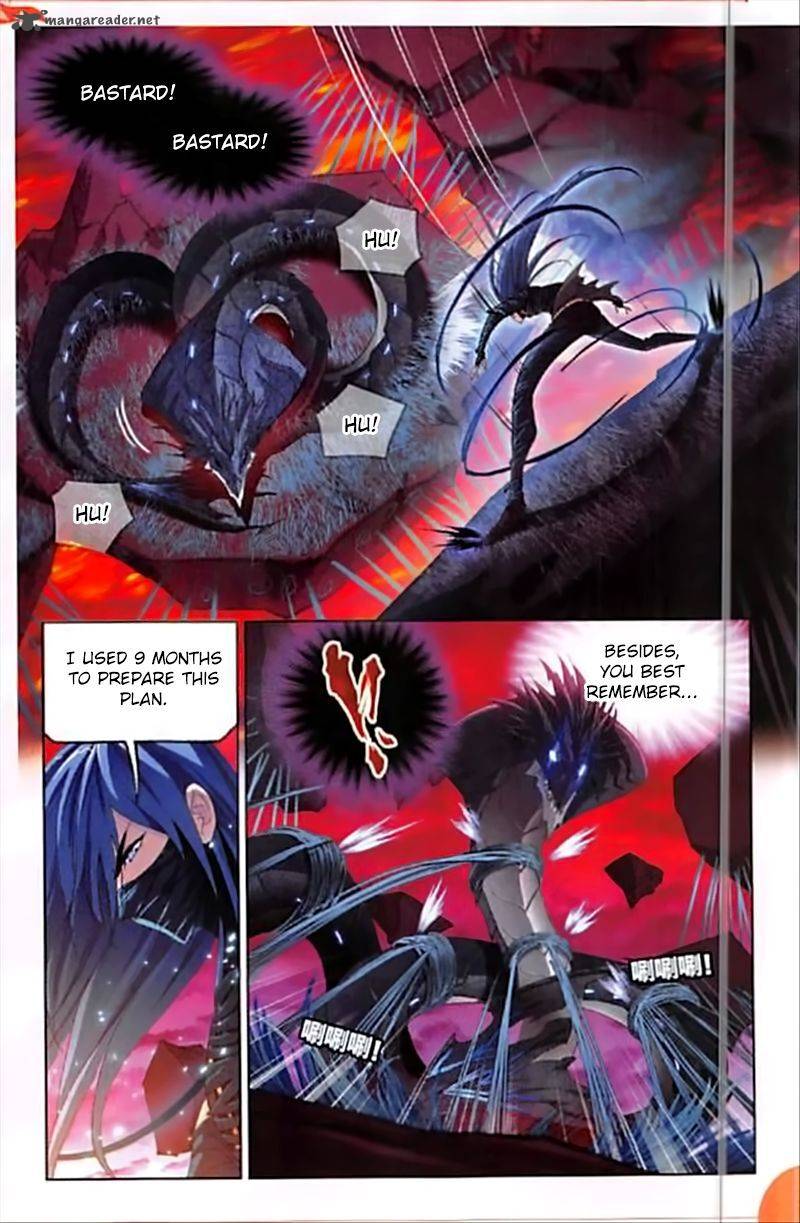 mangareader.net
BASTARD!
BASTARD!
HU!
HU!
HU!
I USED 9 MONTHS
TO PREPARE THIS
PLAN.
BESIDES,
YOU BEST
REMEMBER...
唰唰唰!
唰唰唰!